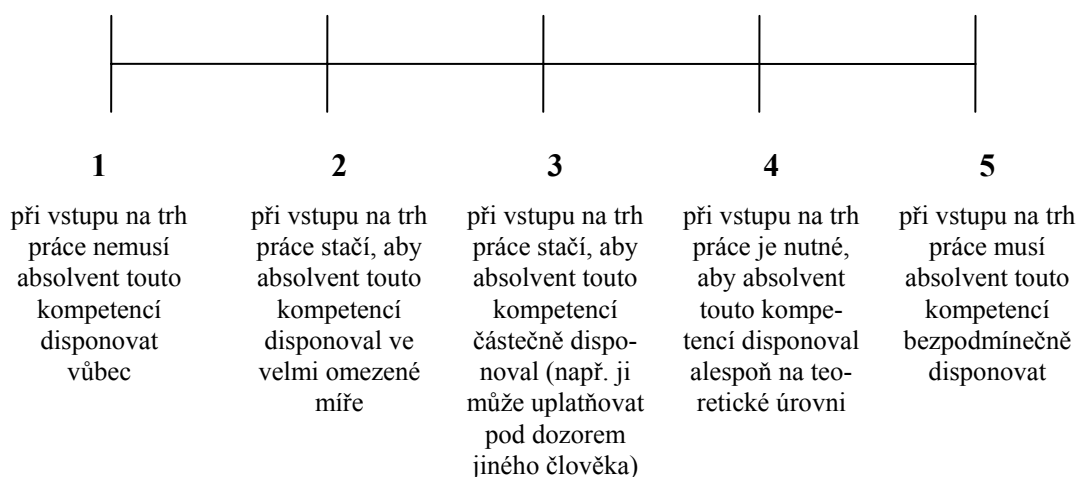 1
při vstupu na trh
práce nemusí
absolvent touto
kompetencí
disponovat
vůbec
2
při vstupu na trh
práce stačí, aby
absolvent touto
kompetencí
disponoval ve
velmi omezené
míře
3
při vstupu na trh
práce stačí, aby
absolvent touto
kompetencí
částečně dispo-
noval (např. ji
může uplatňovat
pod dozorem
jiného člověka)
4
při vstupu na trh
práce je nutné,
aby absolvent
touto kompe-
tencí disponoval
alespoň na teo-
retické úrovni
5
při vstupu na trh
práce musí
absolvent touto
kompetencí
bezpodmínečně
disponovat